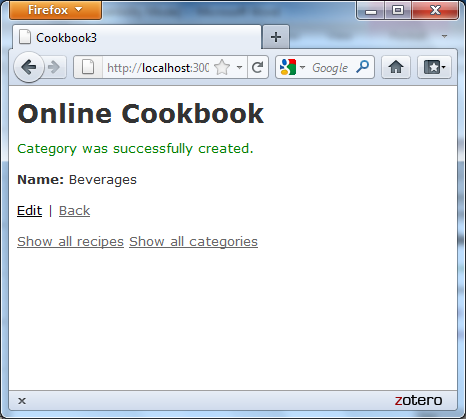 Firefox
Cookbook3
http://localhost:300
Google
Online Cookbook
Category was successfully created.
Name: Beverages
Edit | Back
Show all recipes Show all categories
x
zotero